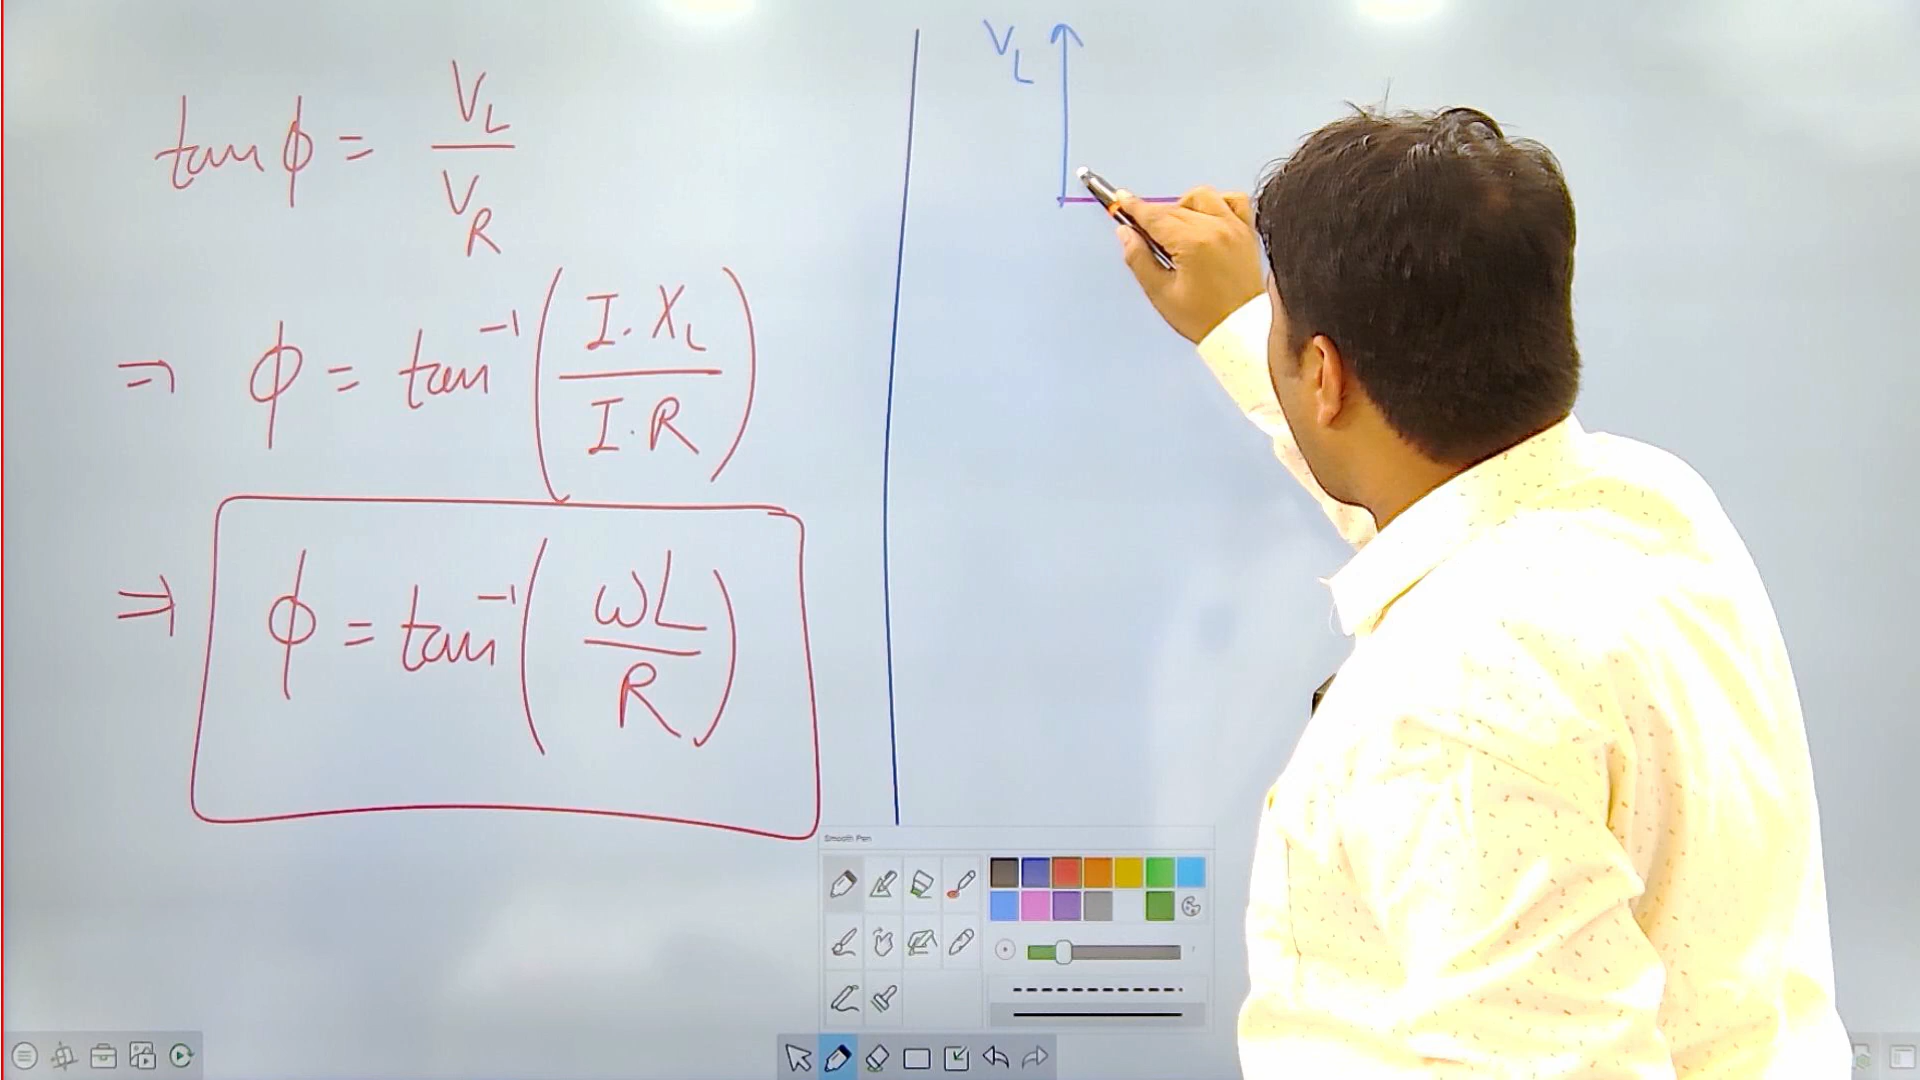 tan ϕ = V_L / V_R
⇒ ϕ = tan⁻¹ ( I · X_L / I · R )
⇒ ϕ = tan⁻¹ ( ωL / R )
V_L
Smooth Pen